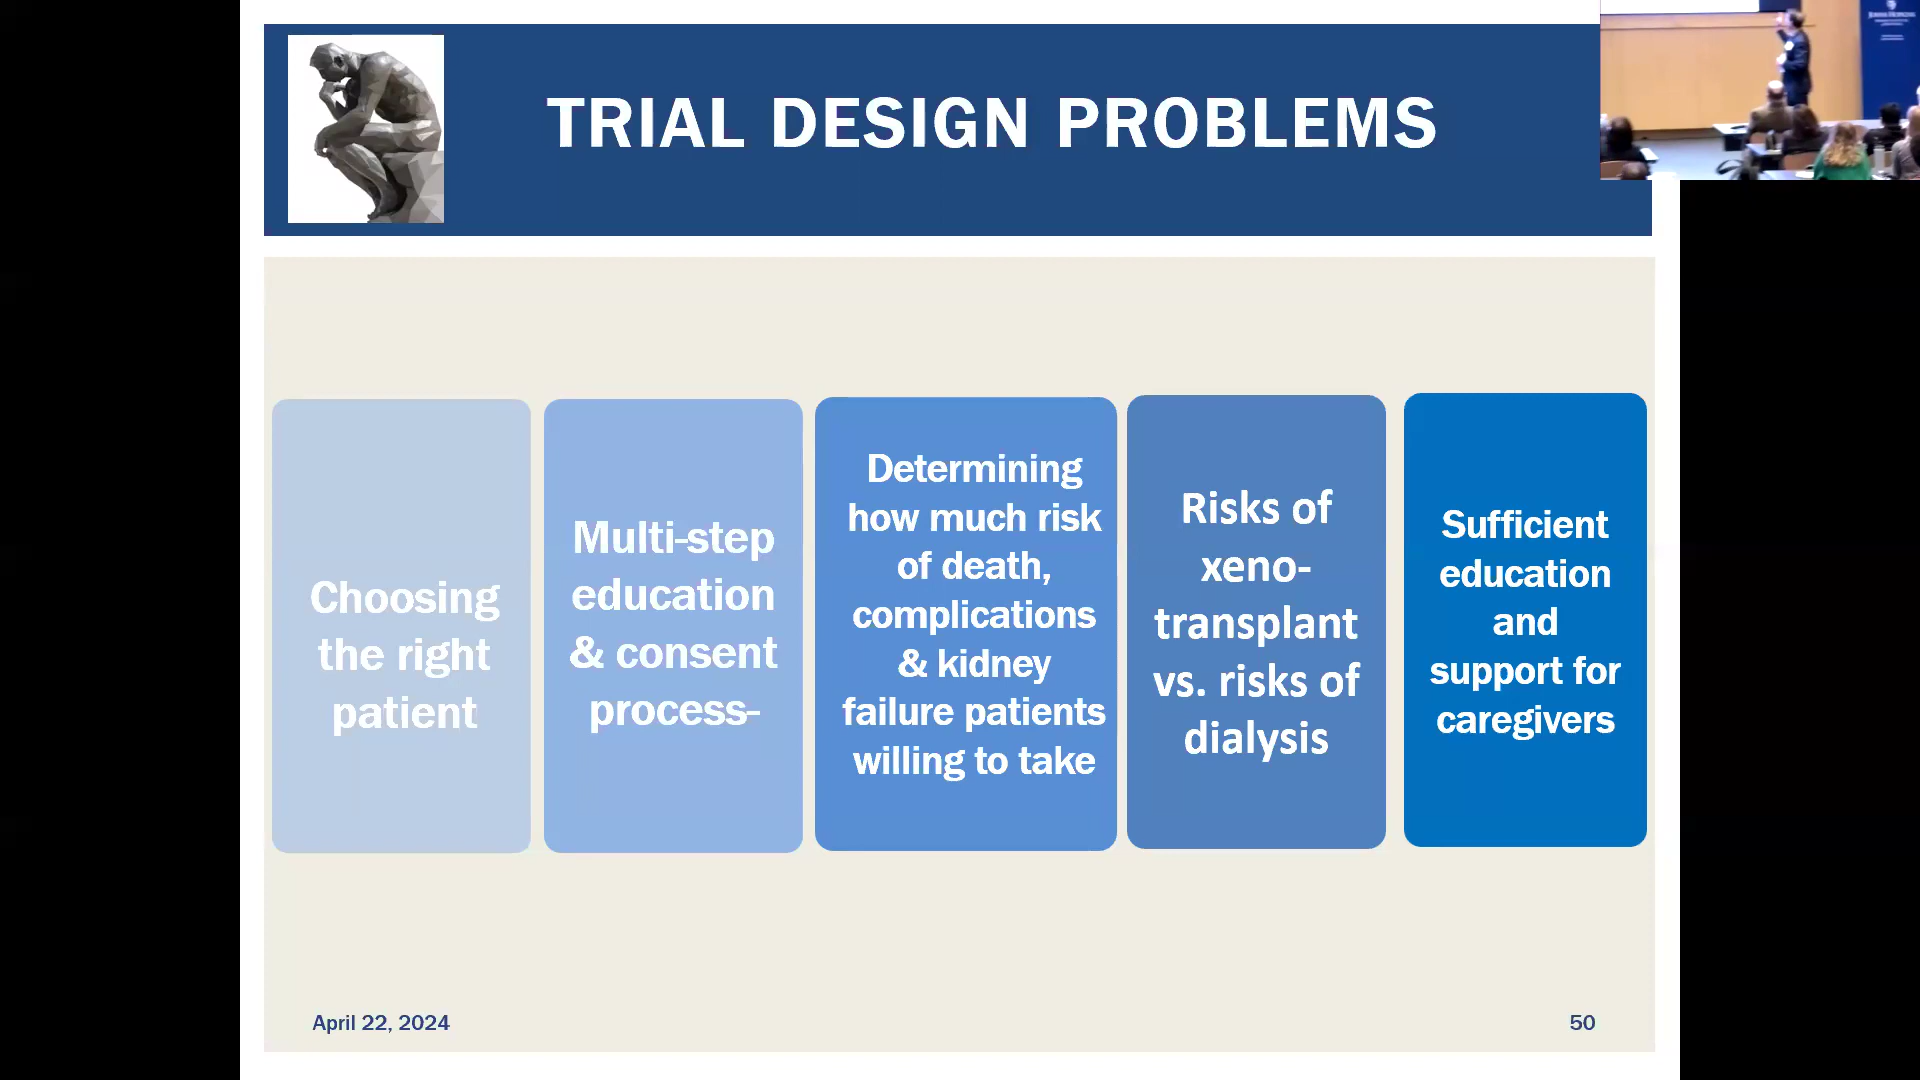 TRIAL DESIGN PROBLEMS
JOHNS HOPKINS
Choosing
the right
patient
Multi-step
education
& consent
process-
Determining
how much risk
of death,
complications
& kidney
failure patients
willing to take
Risks of
xeno-
transplant
vs. risks of
dialysis
Sufficient
education
and
support for
caregivers
April 22, 2024
50